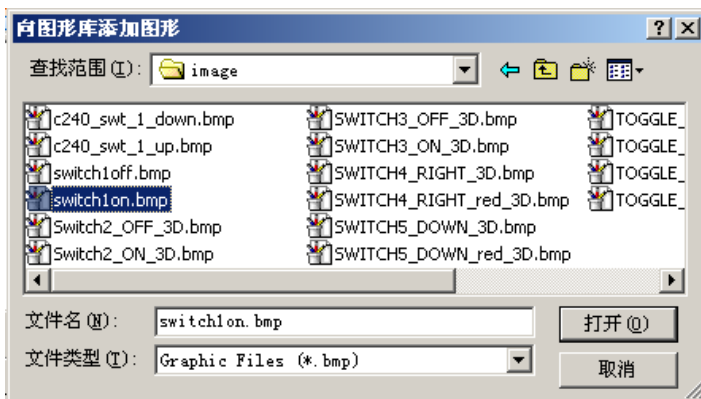 向图形库添加图形
查找范围(I): image
c240_swt_1_down.bmp SWITCH3_OFF_3D.bmp TOGGLE_
c240_swt_1_up.bmp SWITCH3_ON_3D.bmp TOGGLE_
switch1off.bmp SWITCH4_RIGHT_3D.bmp TOGGLE_
switch1on.bmp SWITCH4_RIGHT_red_3D.bmp TOGGLE_
Switch2_OFF_3D.bmp SWITCH5_DOWN_3D.bmp
Switch2_ON_3D.bmp SWITCH5_DOWN_red_3D.bmp
文件名(N): switch1on.bmp 打开(O)
文件类型(T): Graphic Files (*.bmp) 取消